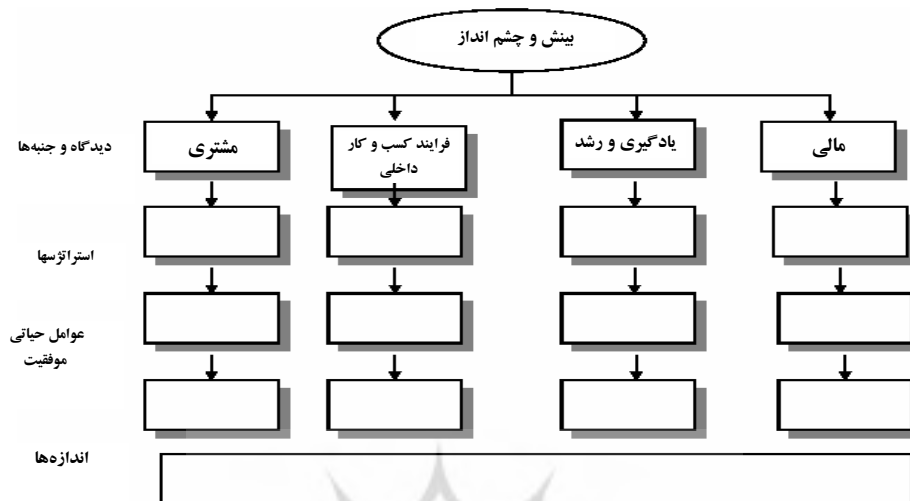 بینش و چشم انداز
دیدگاه و جنبه‌ها
مالی
یادگیری و رشد
فرایند کسب و کار
داخلی
مشتری
استراتژسها
عوامل حیاتی
موفقیت
اندازه‌ها